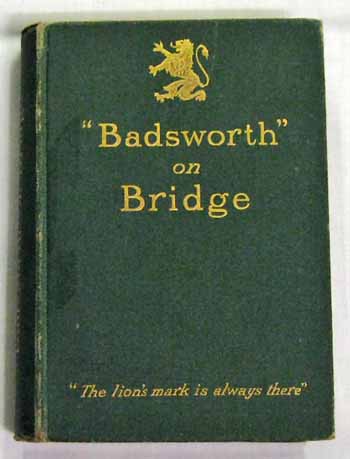 "Badsworth"
on
Bridge
"The lion's mark is always there"